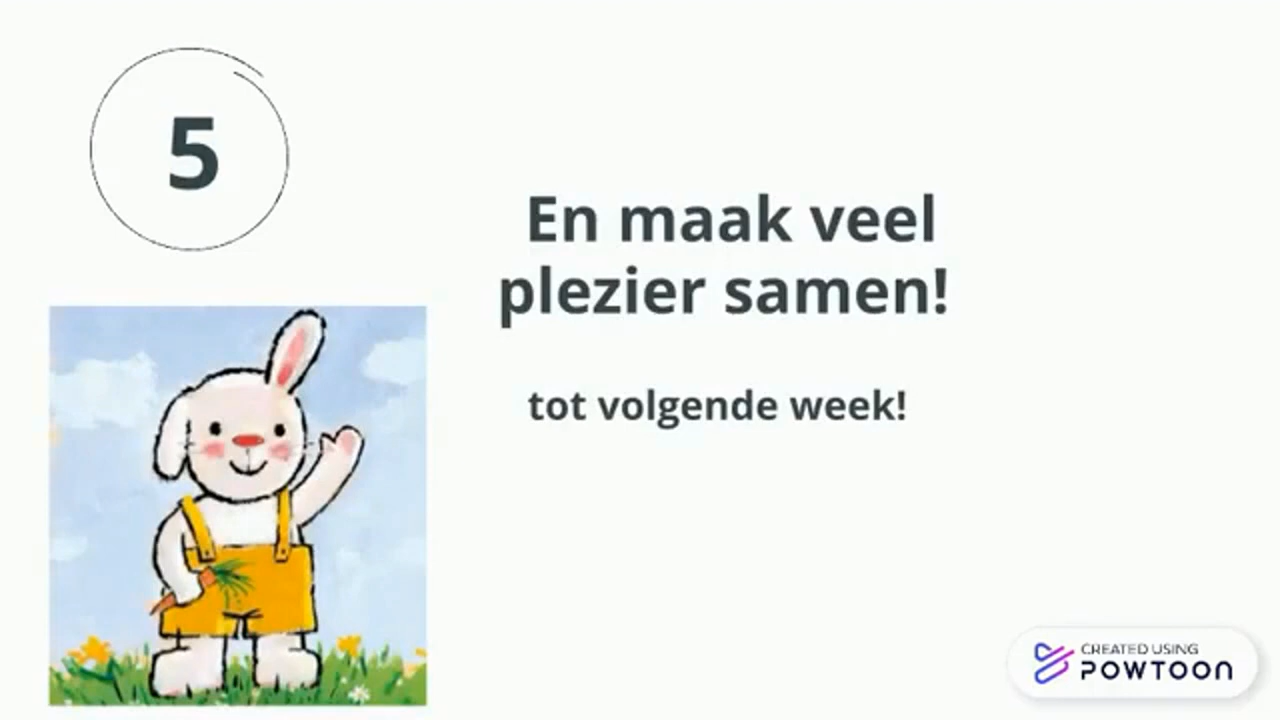 5
En maak veel
plezier samen!
tot volgende week!
CREATED USING
POWTOON